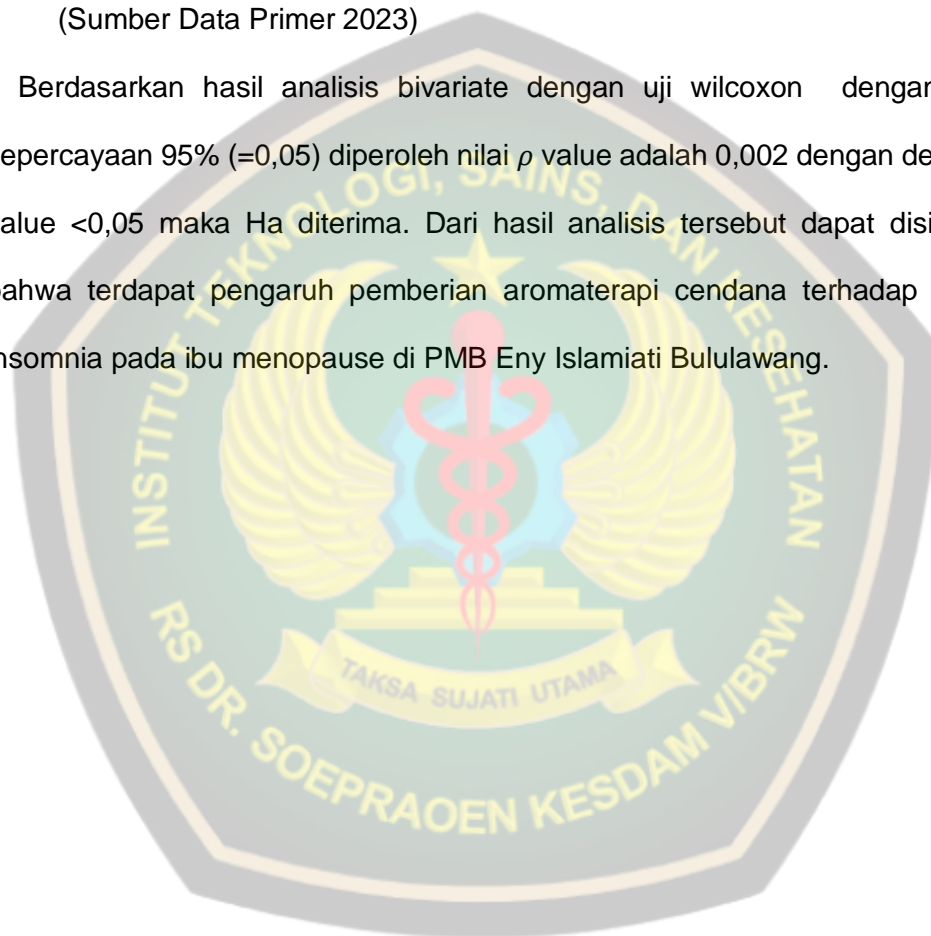 (Sumber Data Primer 2023)
Berdasarkan hasil analisis bivariate dengan uji wilcoxon dengan
epercayaan 95% (=0,05) diperoleh nilai ρ value adalah 0,002 dengan de
alue <0,05 maka Ha diterima. Dari hasil analisis tersebut dapat disi
bahwa terdapat pengaruh pemberian aromaterapi cendana terhadap
nsomnia pada ibu menopause di PMB Eny Islamiati Bululawang.
INSTITUT TEKNOLOGI, SAINS, DAN KESEHATAN
TAKSA SUJATI UTAMA
RS DR. SOEPRAOEN KESDAM V/BRW